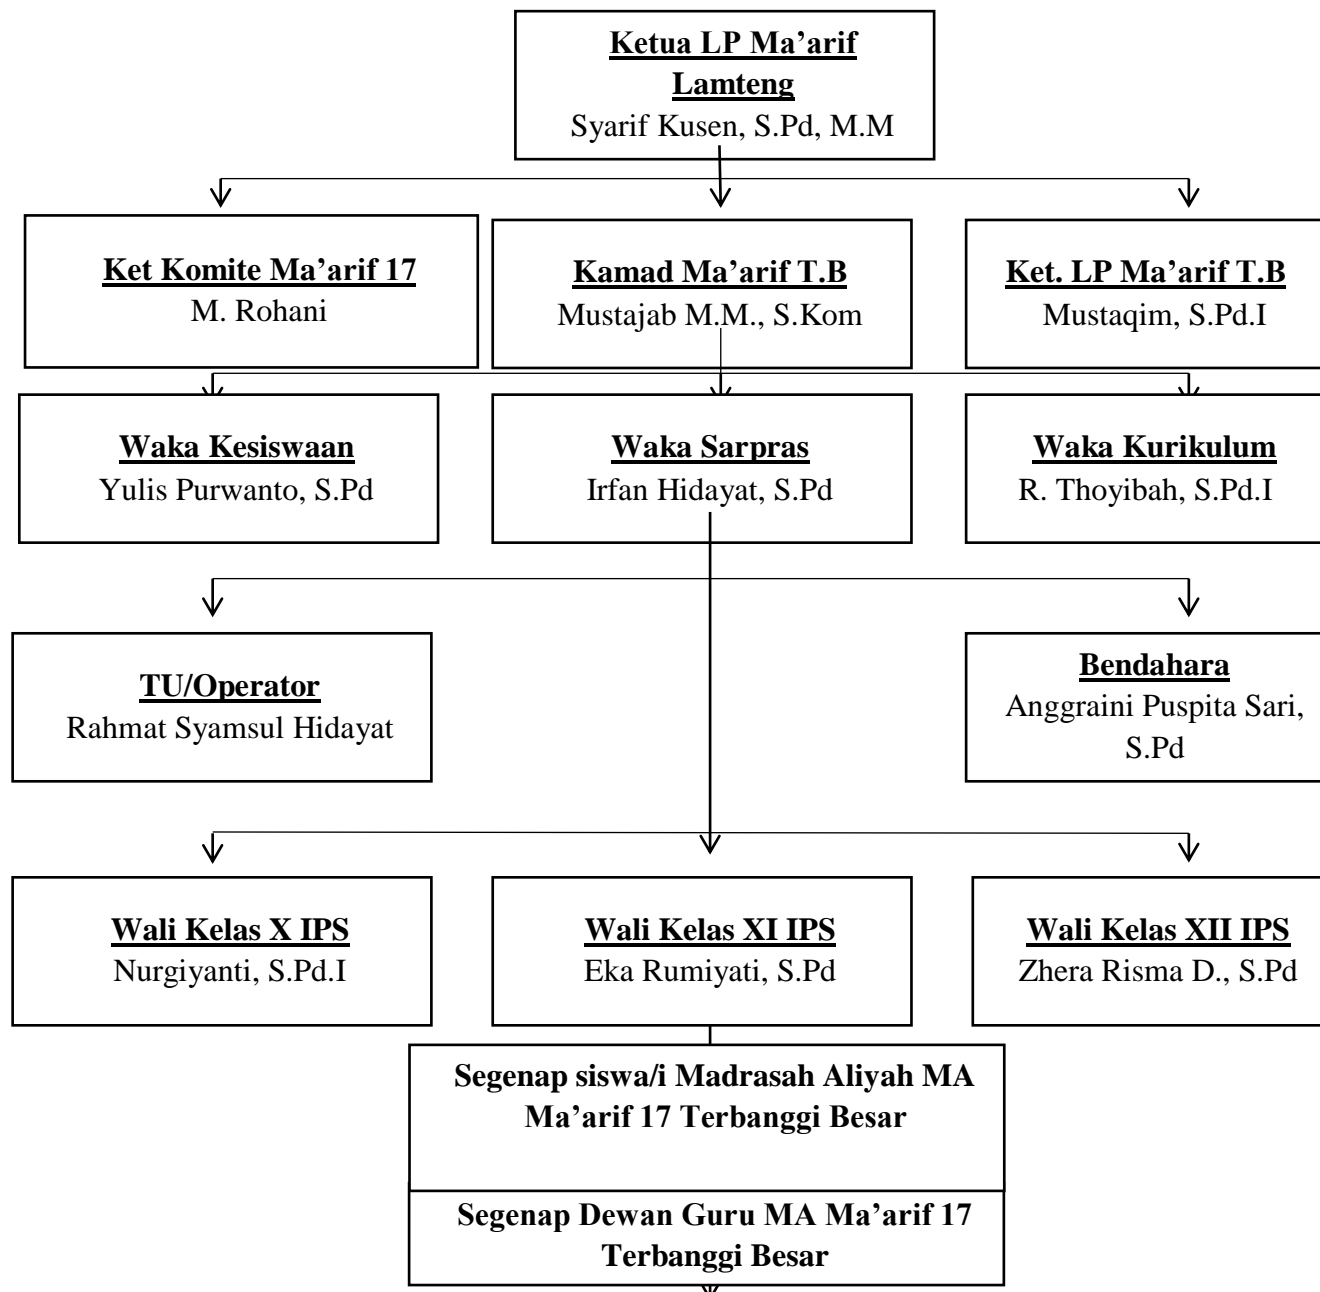 Ketua LP Ma’arif
Lamteng
Syarif Kusen, S.Pd, M.M
Ket Komite Ma’arif 17
M. Rohani
Kamad Ma’arif T.B
Mustajab M.M., S.Kom
Ket. LP Ma’arif T.B
Mustaqim, S.Pd.I
Waka Kesiswaan
Yulis Purwanto, S.Pd
Waka Sarpras
Irfan Hidayat, S.Pd
Waka Kurikulum
R. Thoyibah, S.Pd.I
TU/Operator
Rahmat Syamsul Hidayat
Bendahara
Anggraini Puspita Sari,
S.Pd
Wali Kelas X IPS
Nurgiyanti, S.Pd.I
Wali Kelas XI IPS
Eka Rumiyati, S.Pd
Wali Kelas XII IPS
Zhera Risma D., S.Pd
Segenap siswa/i Madrasah Aliyah MA
Ma’arif 17 Terbanggi Besar
Segenap Dewan Guru MA Ma’arif 17
Terbanggi Besar